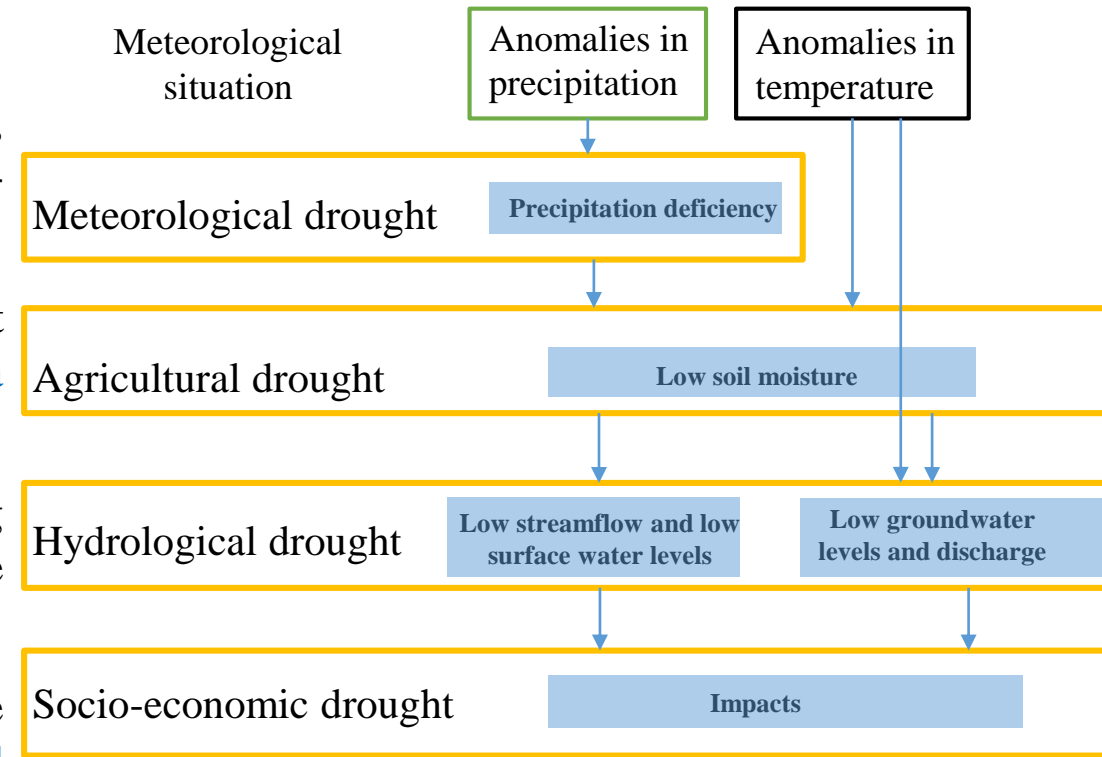 Meteorological
situation
Anomalies in
precipitation
Anomalies in
temperature
Meteorological drought
Precipitation deficiency
Agricultural drought
Low soil moisture
Hydrological drought
Low streamflow and low
surface water levels
Low groundwater
levels and discharge
Socio-economic drought
Impacts